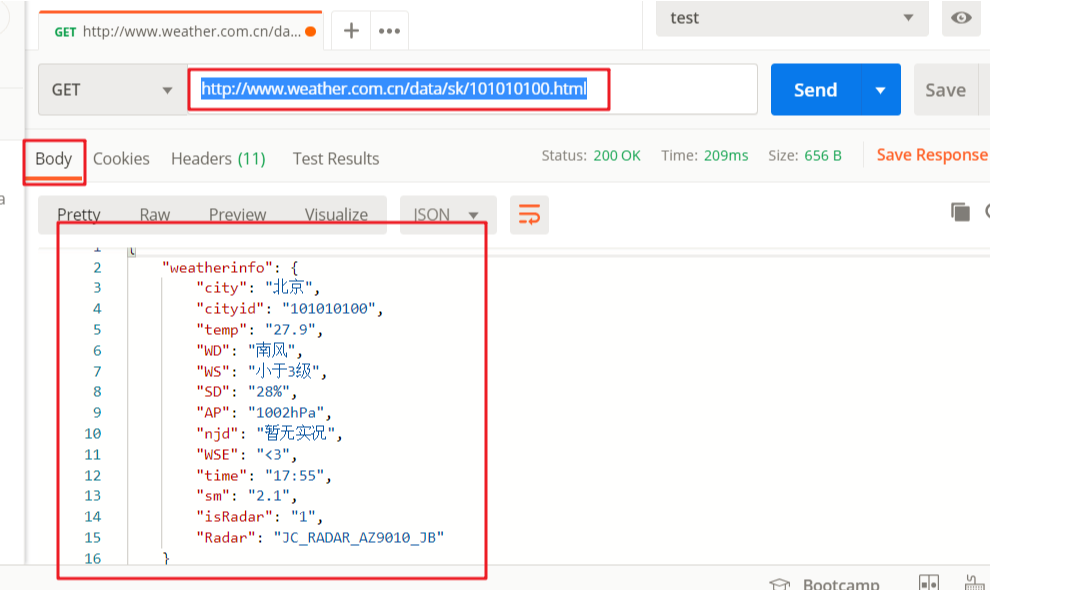 GET http://www.weather.com.cn/da... + ••• test
GET http://www.weather.com.cn/data/sk/101010100.html Send Save
Body Cookies Headers (11) Test Results Status: 200 OK Time: 209ms Size: 656 B Save Response
a
Pretty Raw Preview Visualize JSON
1 {
2 "weatherinfo": {
3 "city": "北京",
4 "cityid": "101010100",
5 "temp": "27.9",
6 "WD": "南风",
7 "WS": "小于3级",
8 "SD": "28%",
9 "AP": "1002hPa",
10 "njd": "暂无实况",
11 "WSE": "<3",
12 "time": "17:55",
13 "sm": "2.1",
14 "isRadar": "1",
15 "Radar": "JC_RADAR_AZ9010_JB"
16 }
Bootcamp